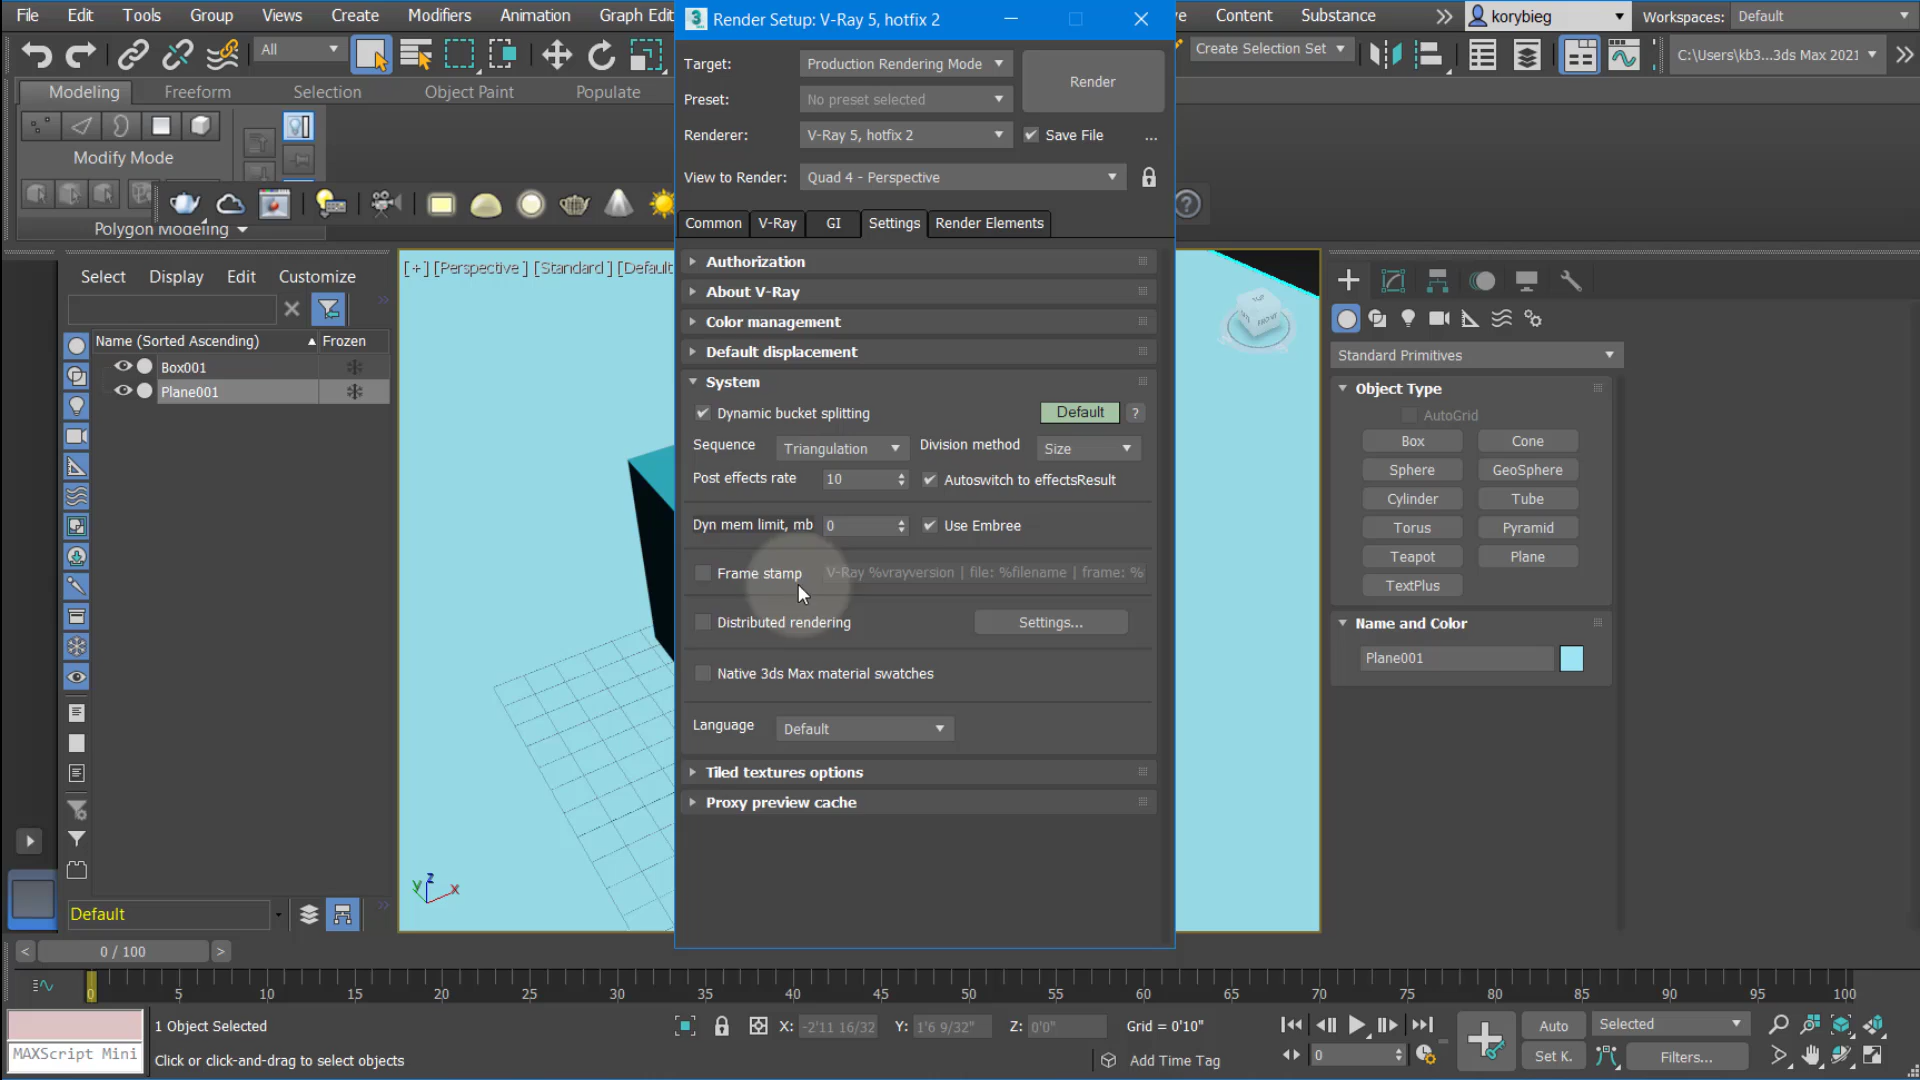 File Edit Tools Group Views Create Modifiers Animation Graph Edit
Render Setup: V-Ray 5, hotfix 2
Content Substance korybieg Workspaces: Default
All
Create Selection Set
C:\Users\kb3...3ds Max 2021
Modeling Freeform Selection Object Paint Populate
Modify Mode
Polygon Modeling
Target: Production Rendering Mode
Render
Preset: No preset selected
Renderer: V-Ray 5, hotfix 2 Save File ...
View to Render: Quad 4 - Perspective
Common V-Ray GI Settings Render Elements
Authorization
About V-Ray
Color management
Default displacement
System
Dynamic bucket splitting Default ?
Sequence Triangulation Division method Size
Post effects rate 10 Autoswitch to effectsResult
Dyn mem limit, mb 0 Use Embree
Frame stamp V-Ray %vrayversion | file: %filename | frame: %
Distributed rendering Settings...
Native 3ds Max material swatches
Language Default
Tiled textures options
Proxy preview cache
Select Display Edit Customize
Name (Sorted Ascending) Frozen
Box001
Plane001
Default
[+] [Perspective] [Standard] [Default
TOP
FRONT
Standard Primitives
Object Type
AutoGrid
Box Cone
Sphere GeoSphere
Cylinder Tube
Torus Pyramid
Teapot Plane
TextPlus
Name and Color
Plane001
z
y x
< 0 / 100 >
0 5 10 15 20 25 30 35 40 45 50 55 60 65 70 75 80 85 90 95 100
1 Object Selected
X: -2'11 16/32 Y: 1'6 9/32" Z: 0'0" Grid = 0'10"
Auto Selected
MAXScript Mini
Click or click-and-drag to select objects
Add Time Tag
0
Set K. Filters...